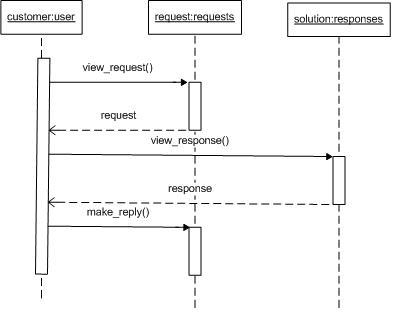 customer:user
request:requests
solution:responses
view_request()
request
view_response()
response
make_reply()